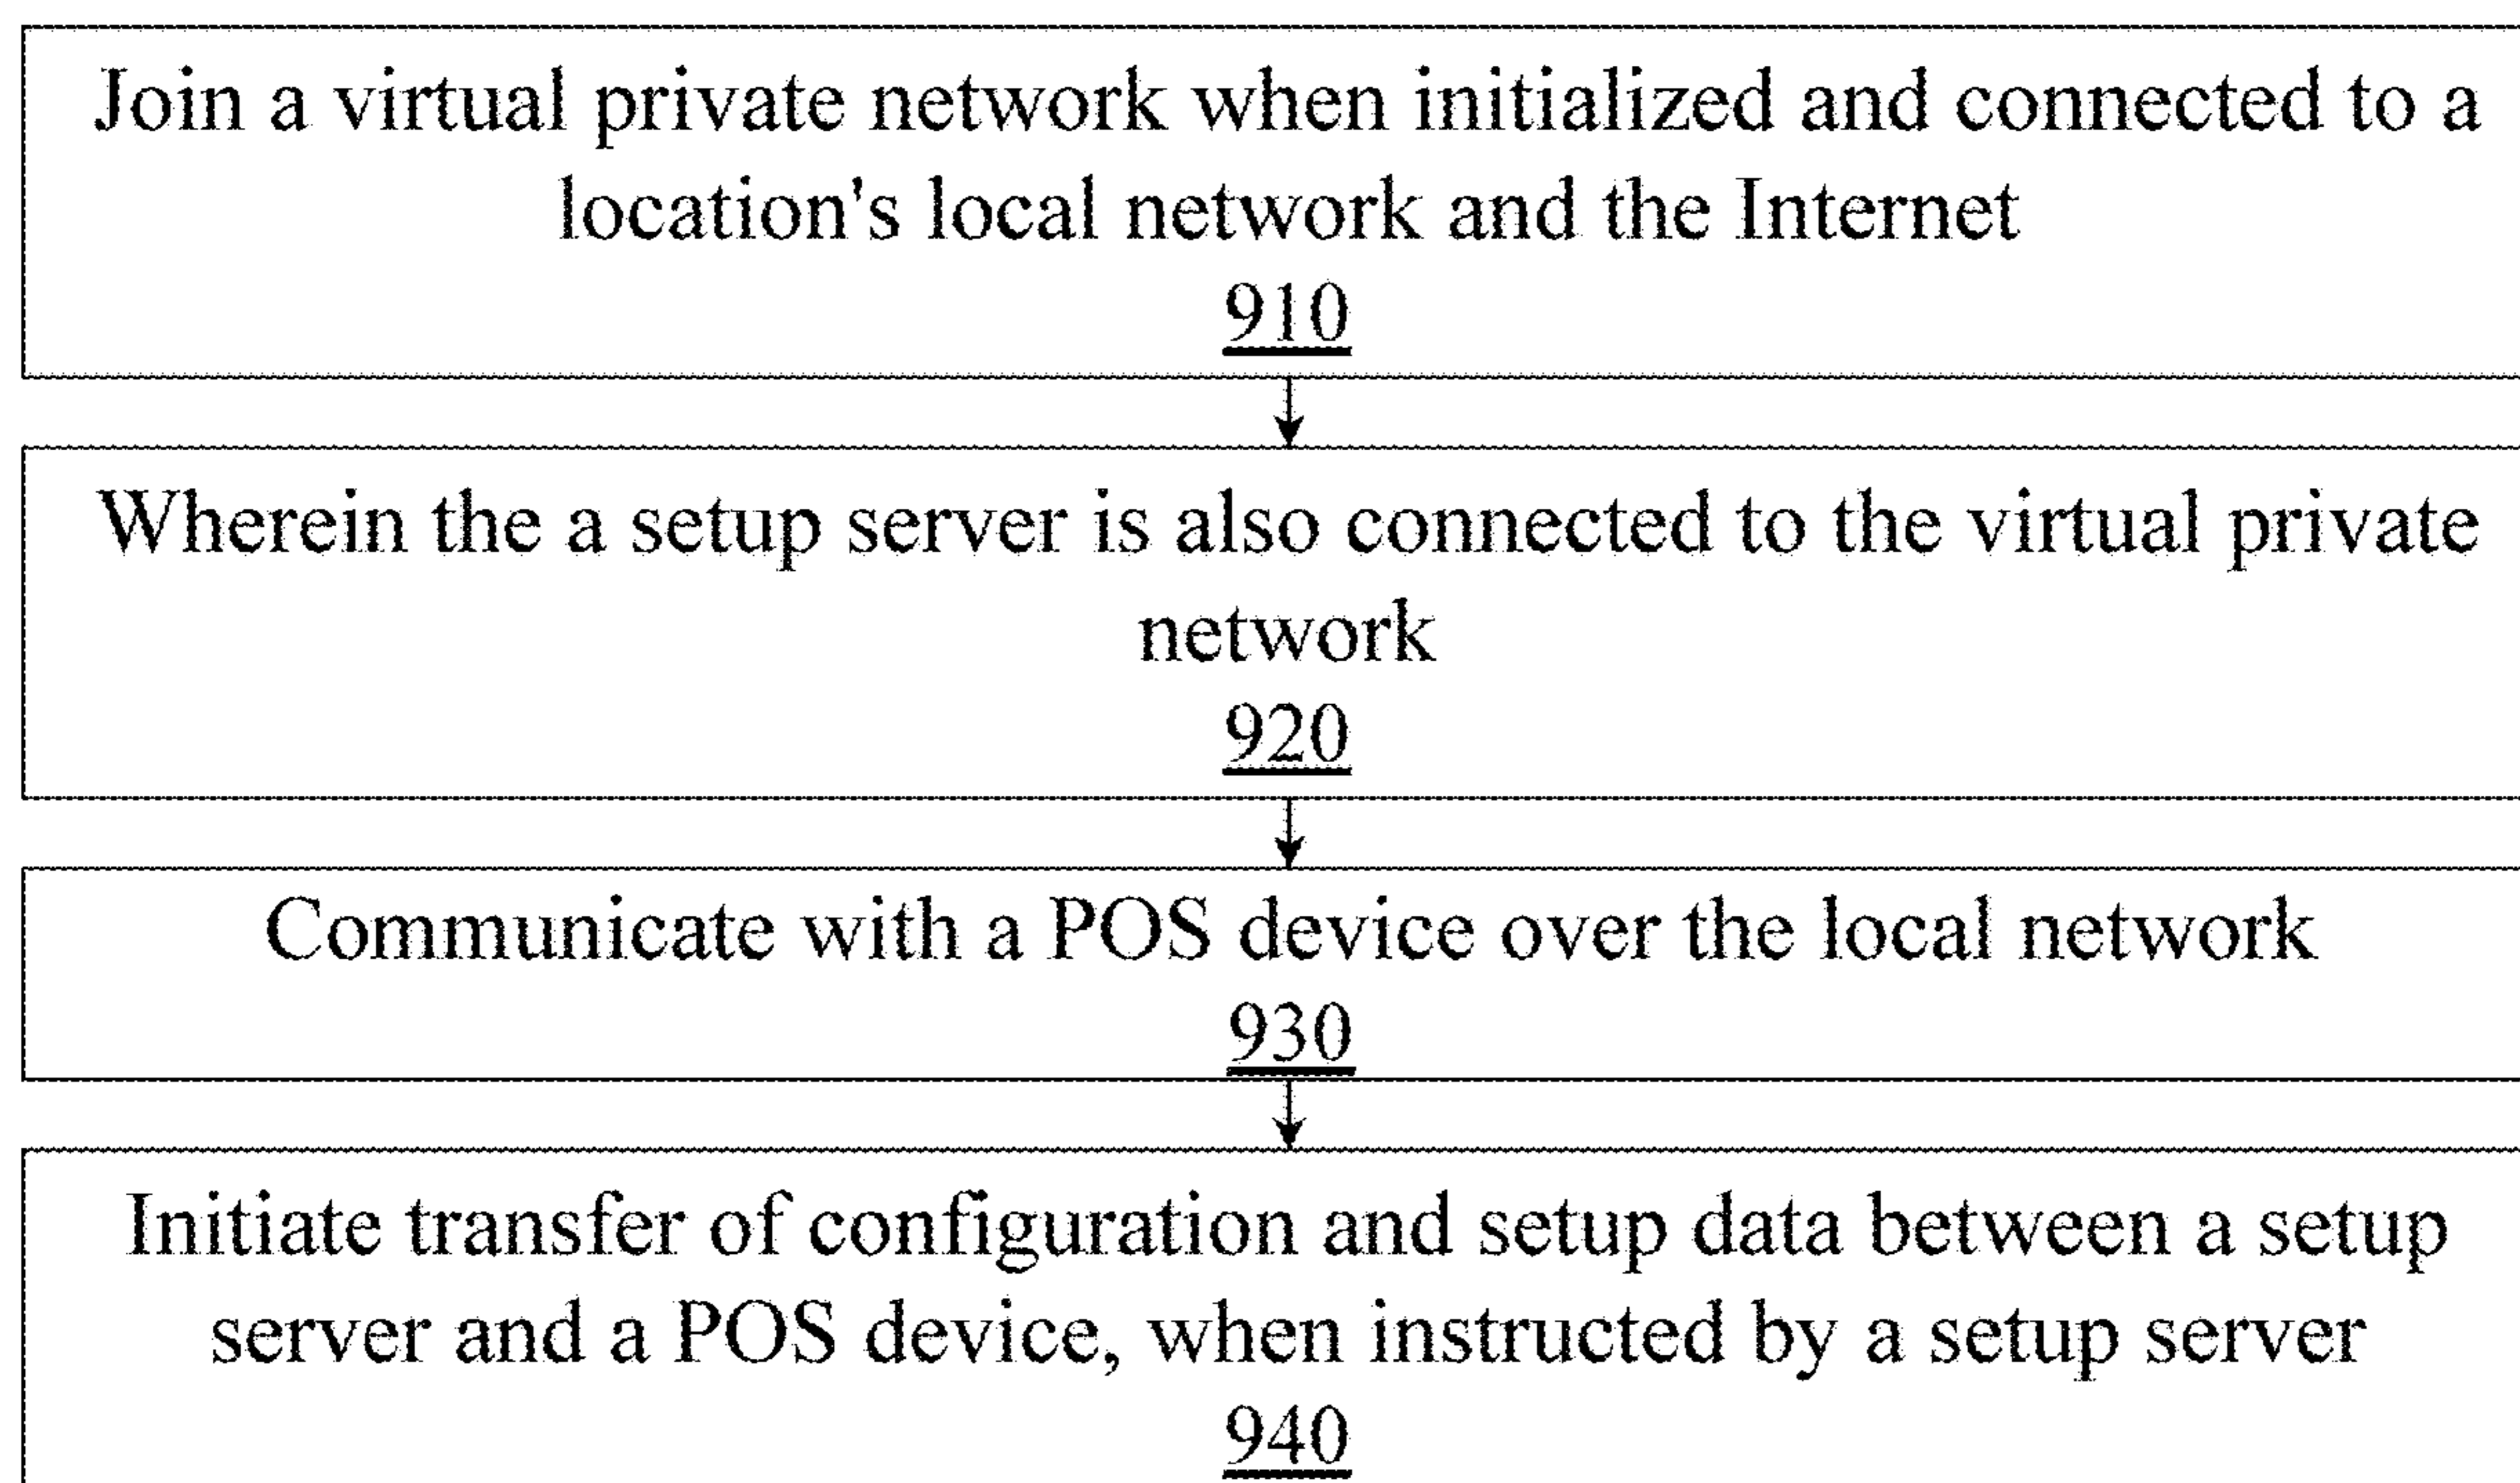 Join a virtual private network when initialized and connected to a
location's local network and the Internet
910
Wherein the a setup server is also connected to the virtual private
network
920
Communicate with a POS device over the local network
930
Initiate transfer of configuration and setup data between a setup
server and a POS device, when instructed by a setup server
940